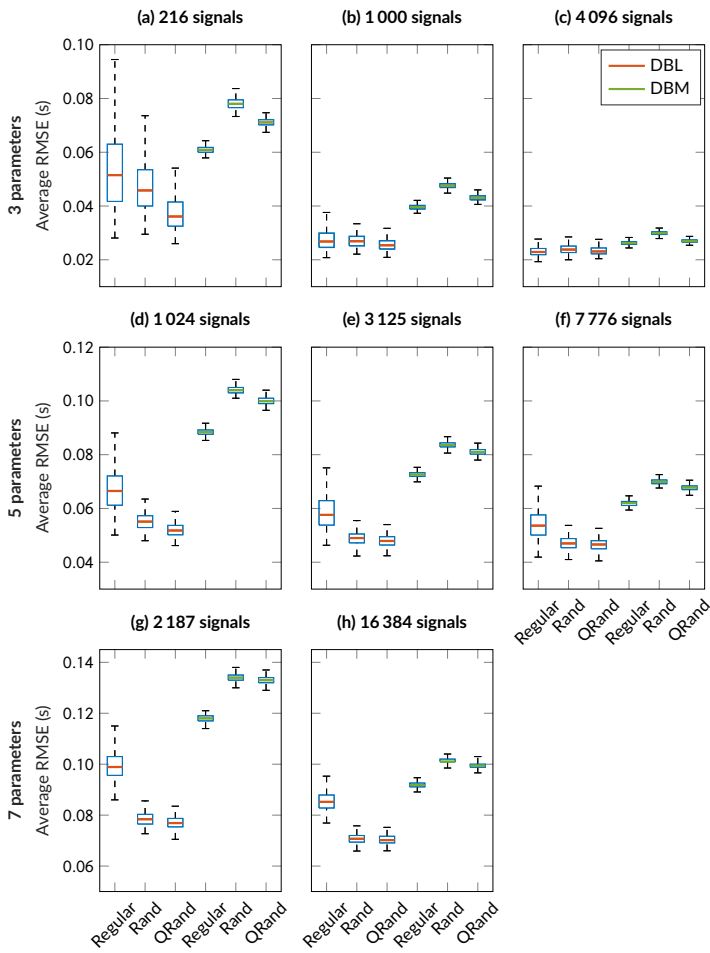 (a) 216 signals
(b) 1 000 signals
(c) 4 096 signals
3 parameters
Average RMSE (s)
0.10
0.08
0.06
0.04
0.02
DBL
DBM
(d) 1 024 signals
(e) 3 125 signals
(f) 7 776 signals
5 parameters
Average RMSE (s)
0.12
0.10
0.08
0.06
0.04
Regular
Rand
QRand
Regular
Rand
QRand
(g) 2 187 signals
(h) 16 384 signals
7 parameters
Average RMSE (s)
0.14
0.12
0.10
0.08
0.06
Regular
Rand
QRand
Regular
Rand
QRand
Regular
Rand
QRand
Regular
Rand
QRand